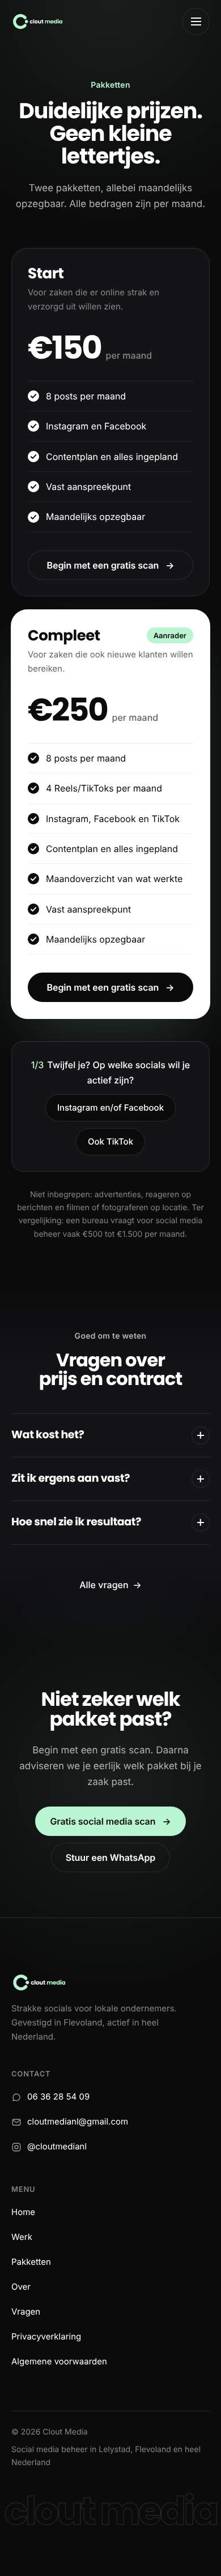 clout media
Pakketten
Duidelijke prijzen.
Geen kleine
lettertjes.
Twee pakketten, allebei maandelijks
opzegbaar. Alle bedragen zijn per maand.
Start
Voor zaken die er online strak en
verzorgd uit willen zien.
€150 per maand
8 posts per maand
Instagram en Facebook
Contentplan en alles ingepland
Vast aanspreekpunt
Maandelijks opzegbaar
Begin met een gratis scan →
Compleet
Aanrader
Voor zaken die ook nieuwe klanten willen
bereiken.
€250 per maand
8 posts per maand
4 Reels/TikToks per maand
Instagram, Facebook en TikTok
Contentplan en alles ingepland
Maandoverzicht van wat werkte
Vast aanspreekpunt
Maandelijks opzegbaar
Begin met een gratis scan →
1/3 Twijfel je? Op welke socials wil je
actief zijn?
Instagram en/of Facebook
Ook TikTok
Niet inbegrepen: advertenties, reageren op
berichten en filmen of fotograferen op locatie. Ter
vergelijking: een bureau vraagt voor social media
beheer vaak €500 tot €1.500 per maand.
Goed om te weten
Vragen over
prijs en contract
Wat kost het?
Zit ik ergens aan vast?
Hoe snel zie ik resultaat?
Alle vragen →
Niet zeker welk
pakket past?
Begin met een gratis scan. Daarna
adviseren we je eerlijk welk pakket bij je
zaak past.
Gratis social media scan →
Stuur een WhatsApp
clout media
Strakke socials voor lokale ondernemers.
Gevestigd in Flevoland, actief in heel
Nederland.
CONTACT
06 36 28 54 09
cloutmedianl@gmail.com
@cloutmedianl
MENU
Home
Werk
Pakketten
Over
Vragen
Privacyverklaring
Algemene voorwaarden
© 2026 Clout Media
Social media beheer in Lelystad, Flevoland en heel
Nederland
clout media